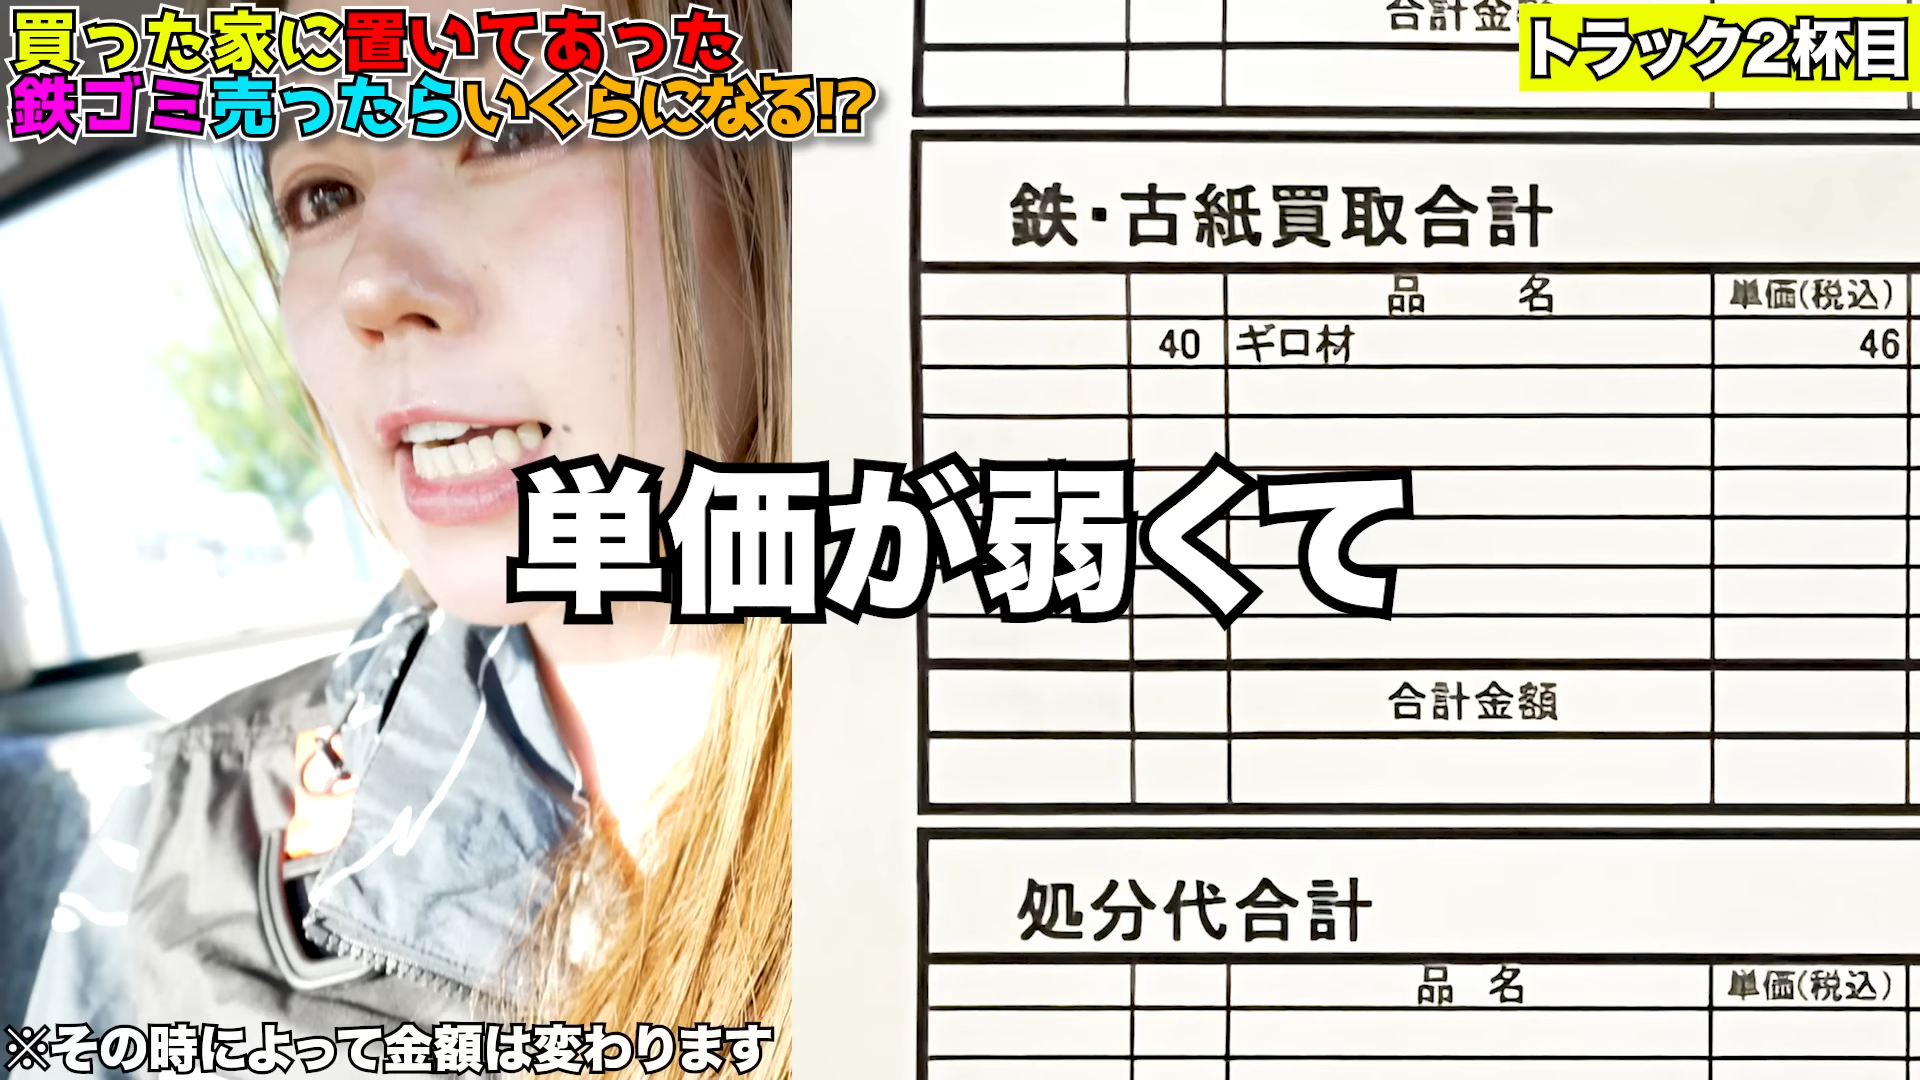 買った家に置いてあった
鉄ゴミ売ったらいくらになる!?
トラック2杯目
合計金額
鉄・古紙買取合計
品 名 単価(税込)
40 ギロ材 46
単価が弱くて
合計金額
処分代合計
品 名 単価(税込)
※その時によって金額は変わります